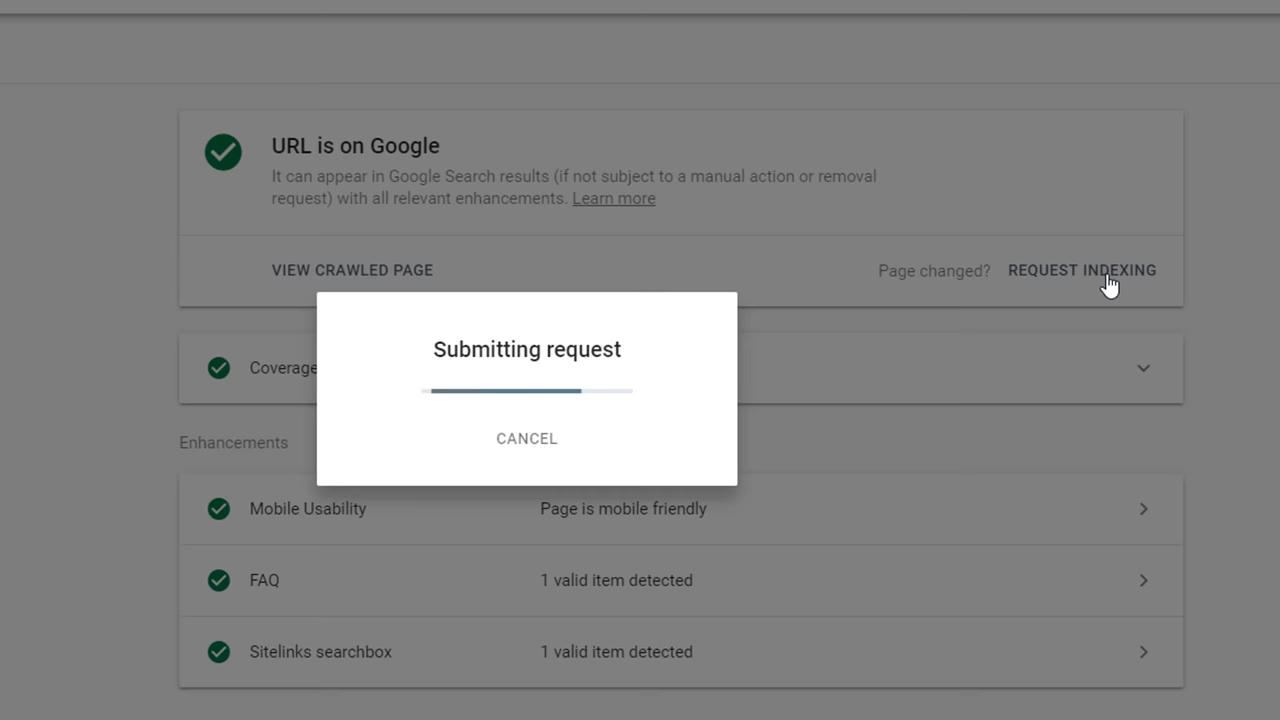 URL is on Google
It can appear in Google Search results (if not subject to a manual action or removal
request) with all relevant enhancements. Learn more
VIEW CRAWLED PAGE
Page changed? REQUEST INDEXING
Submitting request
CANCEL
Coverage
Enhancements
Mobile Usability
Page is mobile friendly
FAQ
1 valid item detected
Sitelinks searchbox
1 valid item detected